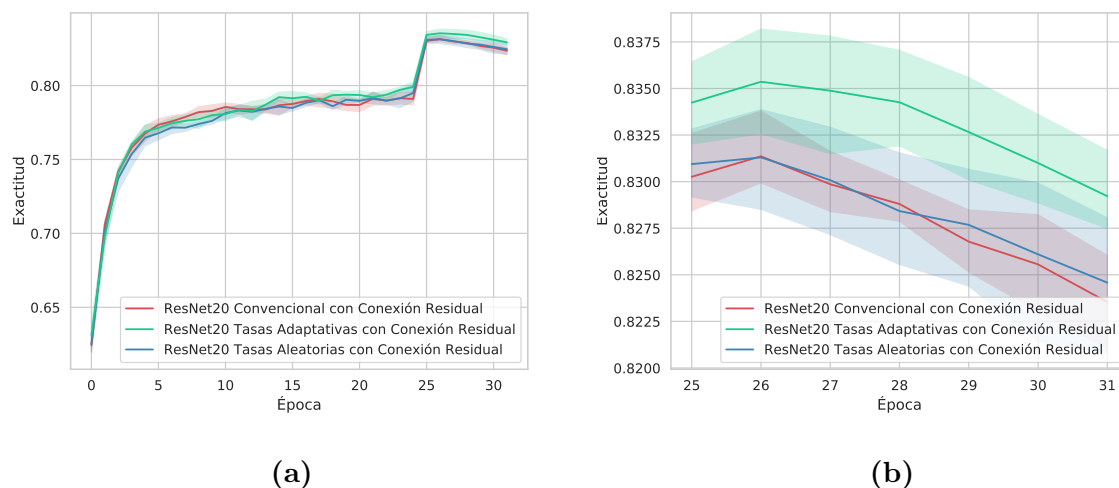 0.80
0.75
0.70
0.65
Exactitud
0 5 10 15 20 25 30
Época
ResNet20 Convencional con Conexión Residual
ResNet20 Tasas Adaptativas con Conexión Residual
ResNet20 Tasas Aleatorias con Conexión Residual
(a)
0.8375
0.8350
0.8325
0.8300
0.8275
0.8250
0.8225
0.8200
Exactitud
25 26 27 28 29 30 31
Época
ResNet20 Convencional con Conexión Residual
ResNet20 Tasas Adaptativas con Conexión Residual
ResNet20 Tasas Aleatorias con Conexión Residual
(b)